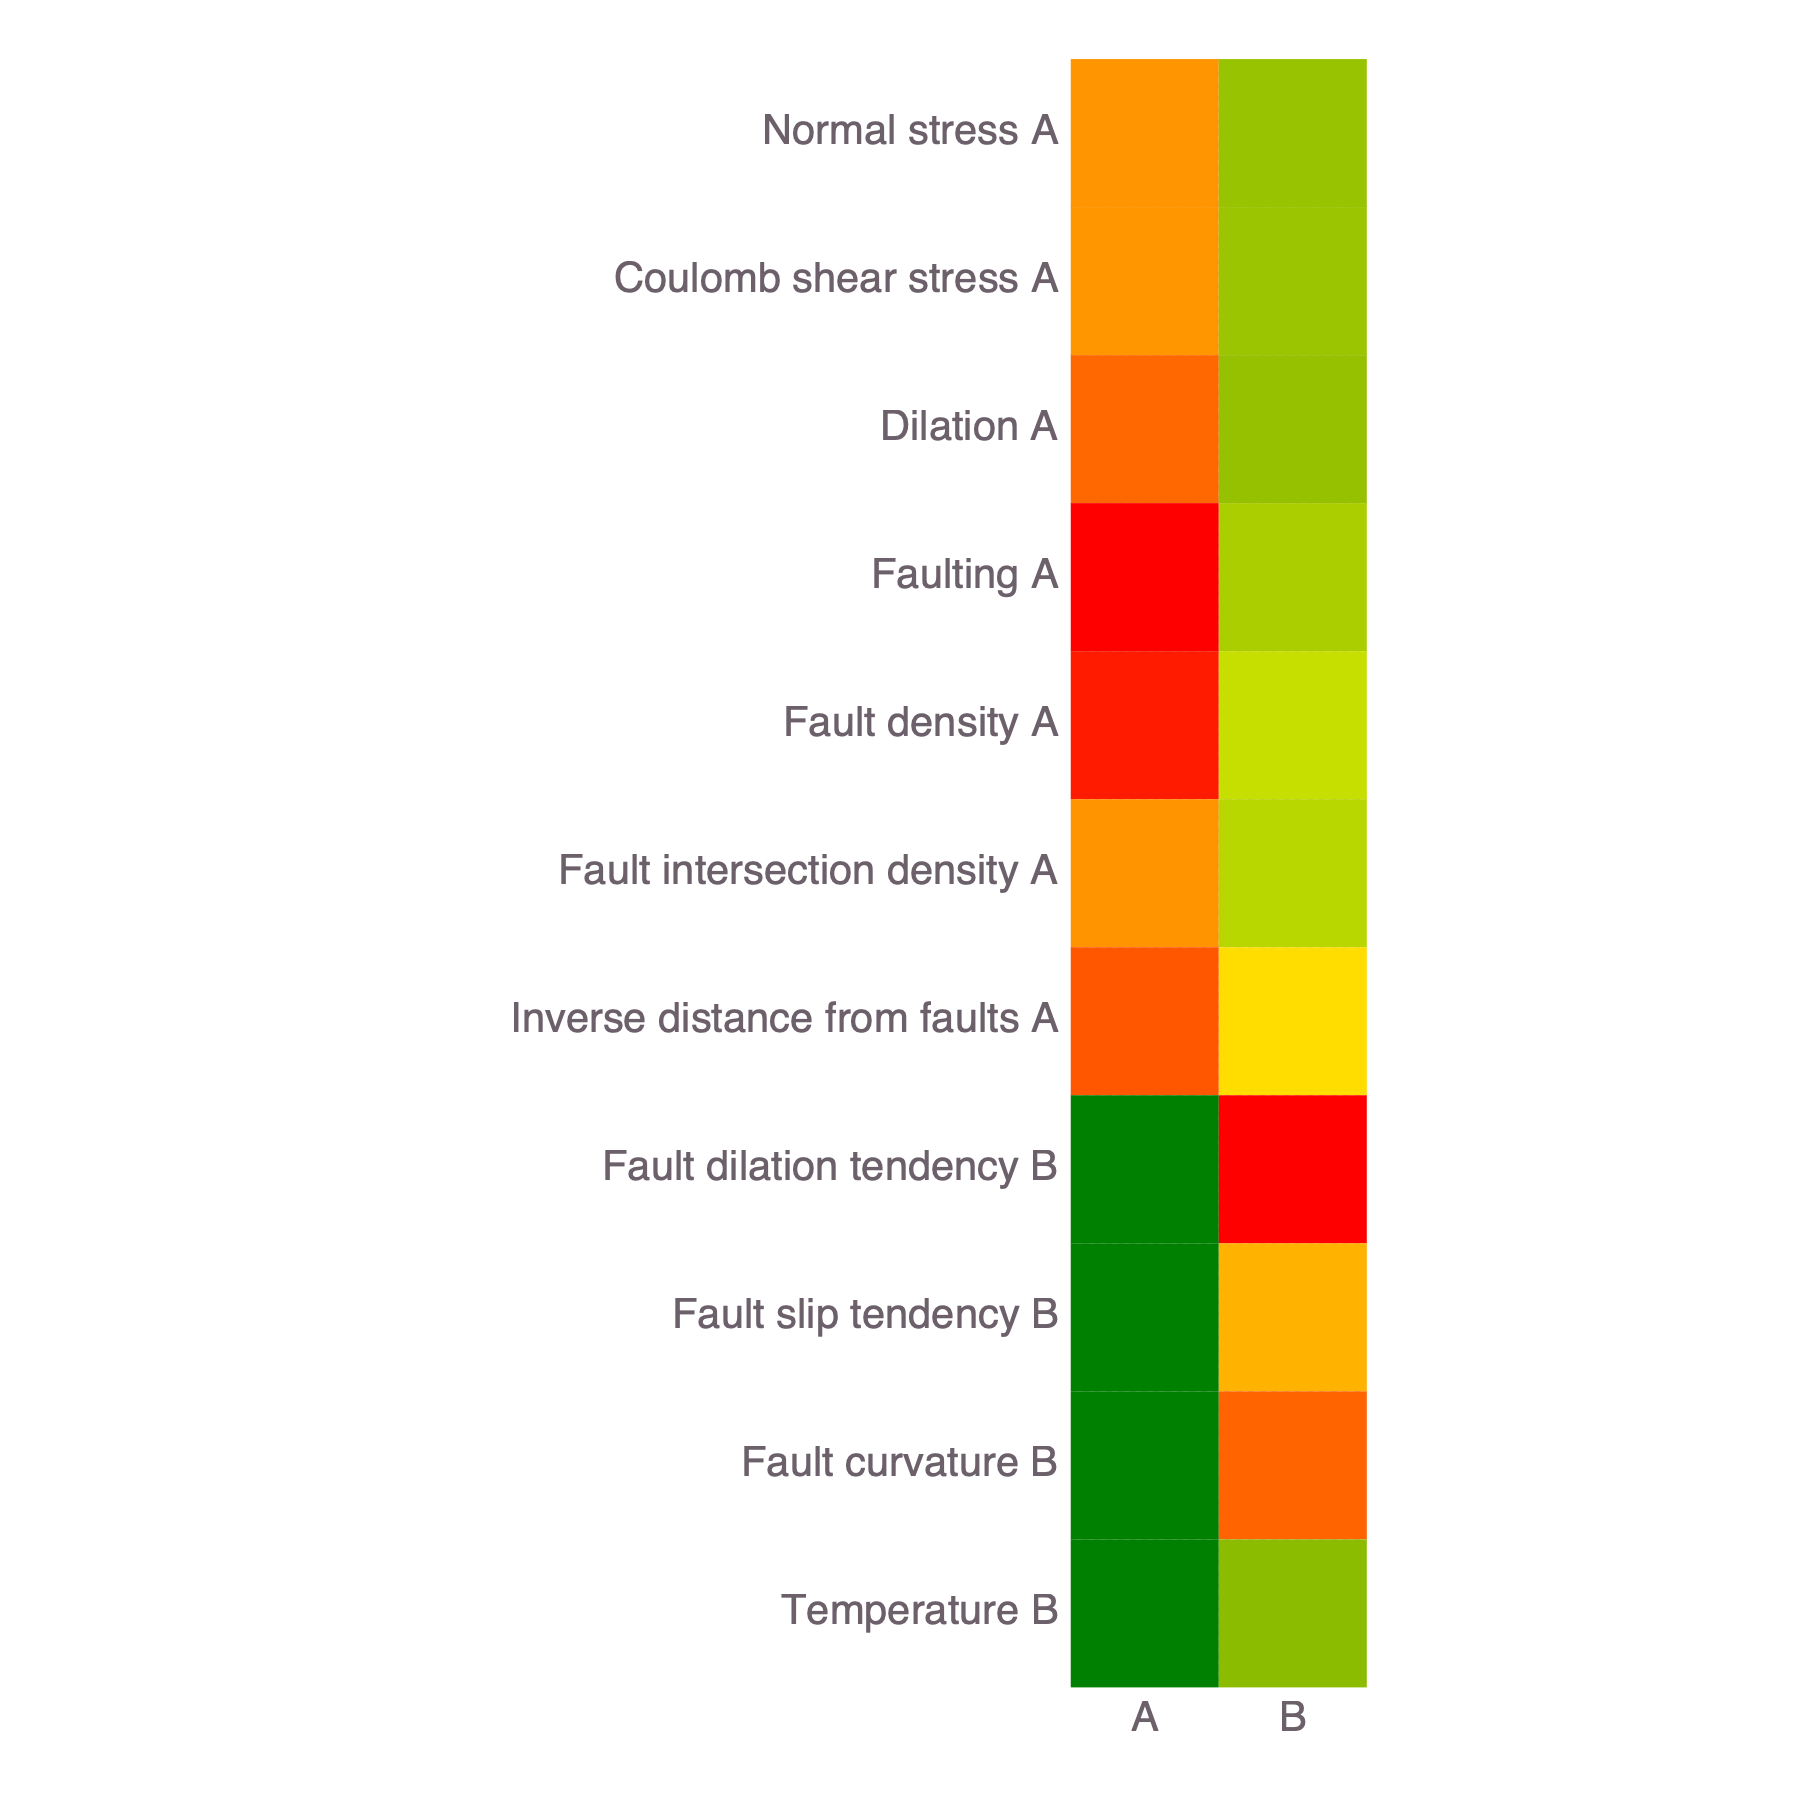 Normal stress A
Coulomb shear stress A
Dilation A
Faulting A
Fault density A
Fault intersection density A
Inverse distance from faults A
Fault dilation tendency B
Fault slip tendency B
Fault curvature B
Temperature B
A B